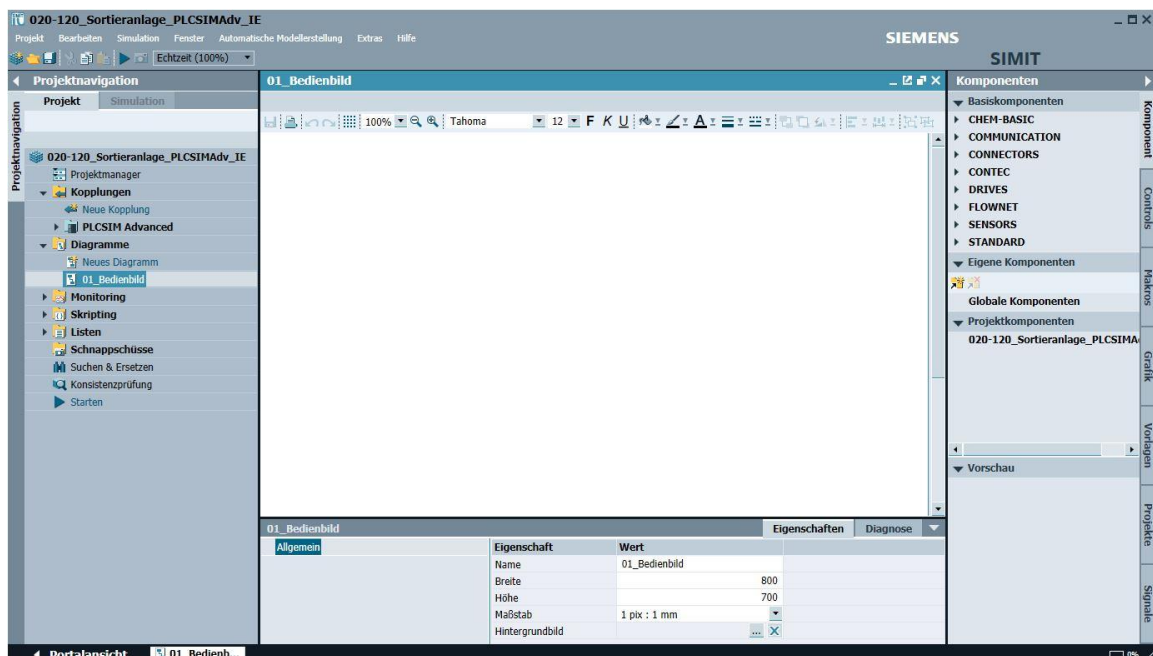 020-120_Sortieranlage_PLCSIMAdv_IE
Projekt Bearbeiten Simulation Fenster Automatische Modellerstellung Extras Hilfe
SIEMENS
Echtzeit (100%)
SIMIT
Projektnavigation
01_Bedienbild
Komponenten
Projektnavigation
Projekt Simulation
020-120_Sortieranlage_PLCSIMAdv_IE
Projektmanager
Kopplungen
Neue Kopplung
PLCSIM Advanced
Diagramme
Neues Diagramm
01_Bedienbild
Monitoring
Skripting
Listen
Schnappschüsse
Suchen & Ersetzen
Konsistenzprüfung
Starten
100% Tahoma 12 F K U A
01_Bedienbild
Eigenschaften Diagnose
Allgemein
Eigenschaft Wert
Name 01_Bedienbild
Breite 800
Höhe 700
Maßstab 1 pix : 1 mm
Hintergrundbild ...
Basiskomponenten
CHEM-BASIC
COMMUNICATION
CONNECTORS
CONTEC
DRIVES
FLOWNET
SENSORS
STANDARD
Eigene Komponenten
Globale Komponenten
Projektkomponenten
020-120_Sortieranlage_PLCSIMA
Vorschau
Komponent
Controls
Makros
Grafik
Vorlagen
Projekte
Signale
Portalansicht 01_Bedienb...
0%